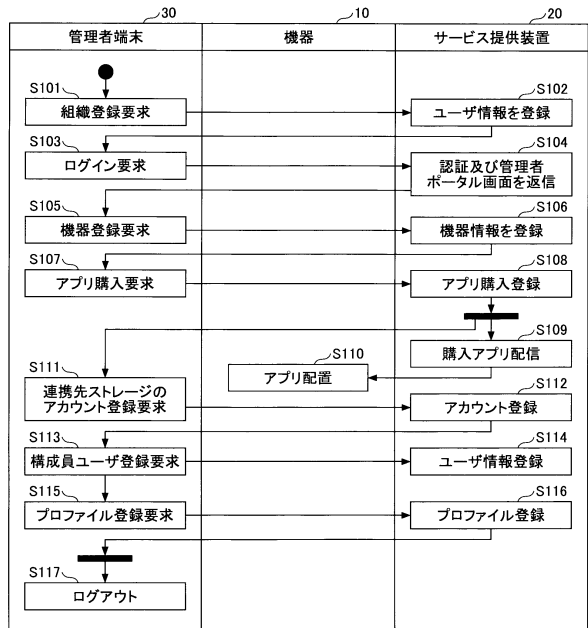 30
10
20
管理者端末
機器
サービス提供装置
S101
組織登録要求
S102
ユーザ情報を登録
S103
ログイン要求
S104
認証及び管理者
ポータル画面を返信
S105
機器登録要求
S106
機器情報を登録
S107
アプリ購入要求
S108
アプリ購入登録
S109
購入アプリ配信
S110
アプリ配置
S111
連携先ストレージの
アカウント登録要求
S112
アカウント登録
S113
構成員ユーザ登録要求
S114
ユーザ情報登録
S115
プロファイル登録要求
S116
プロファイル登録
S117
ログアウト